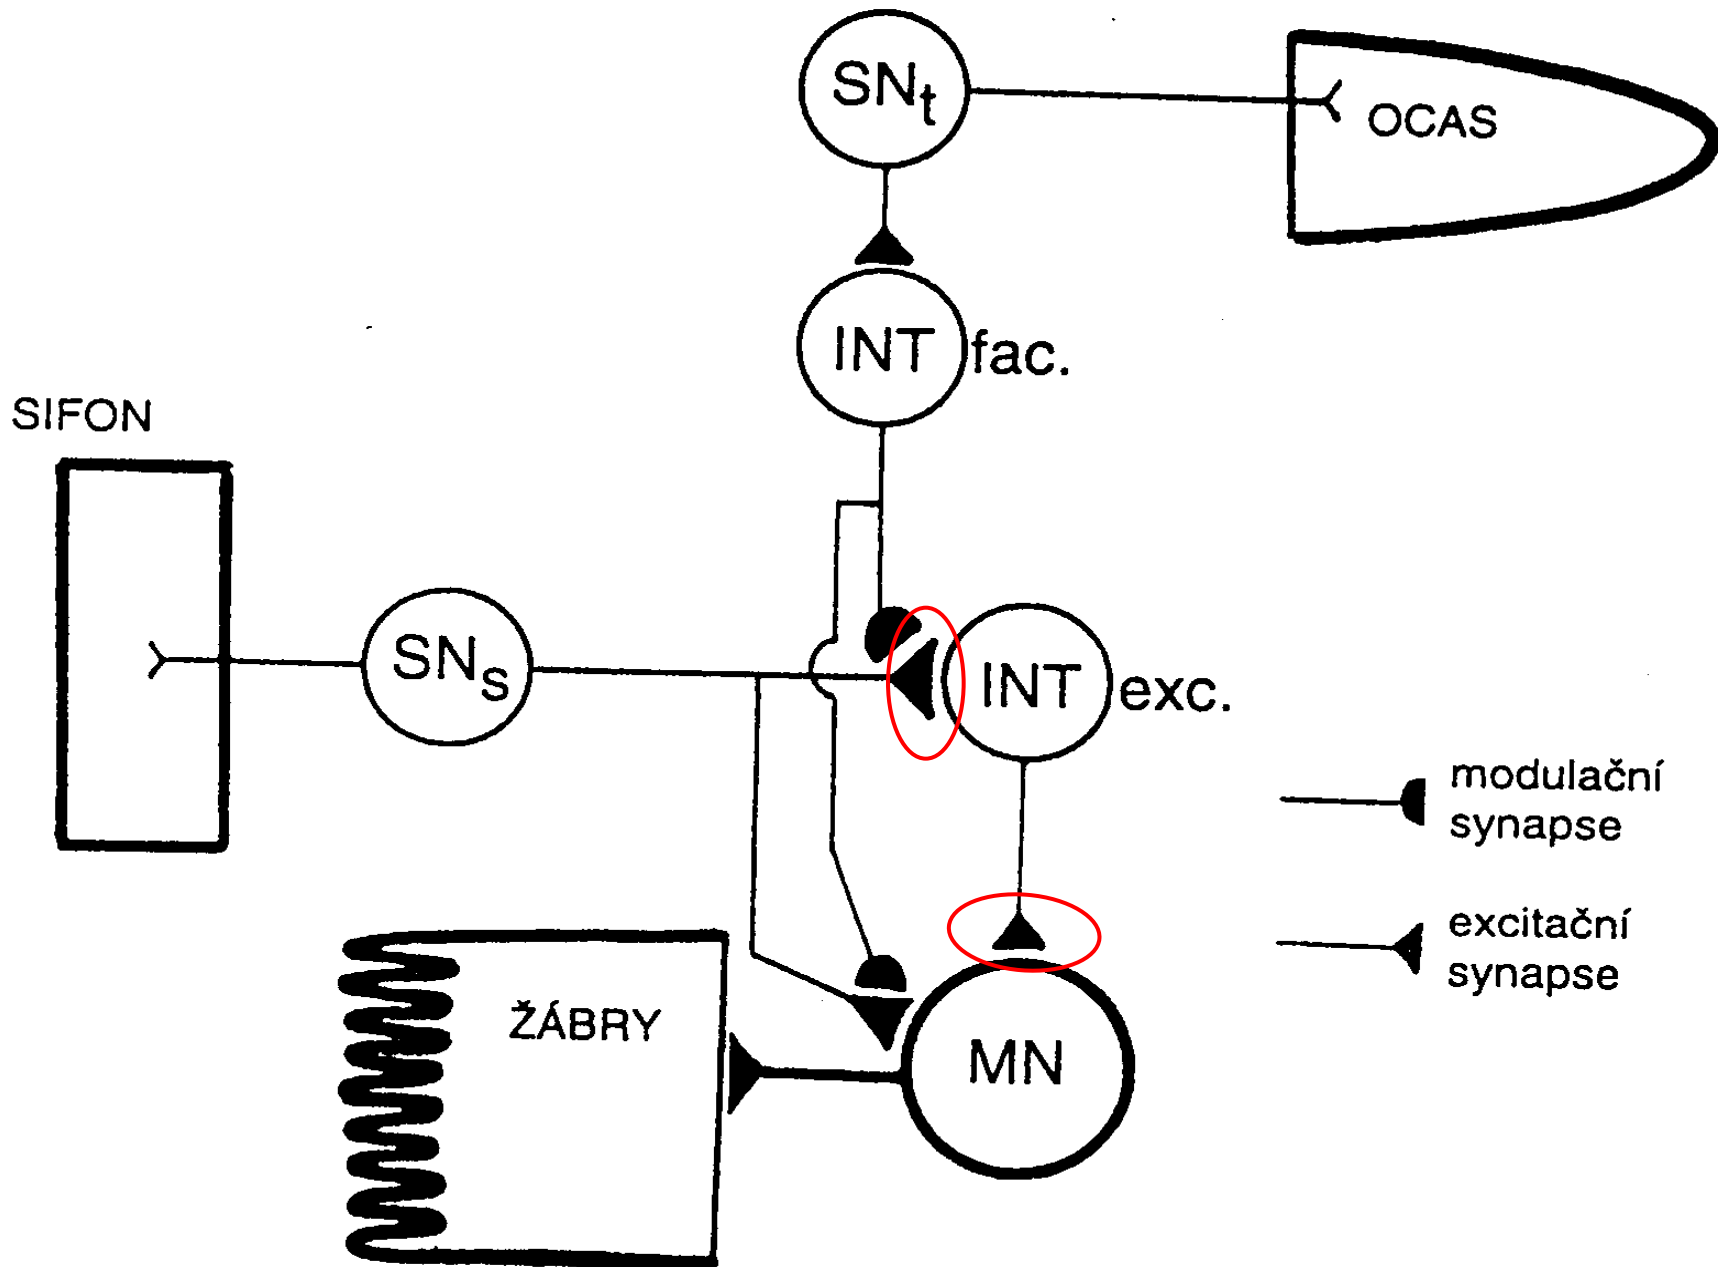 SNt
OCAS
INT fac.
SIFON
SNs
INT exc.
modulační
synapse
excitační
synapse
ŽÁBRY
MN